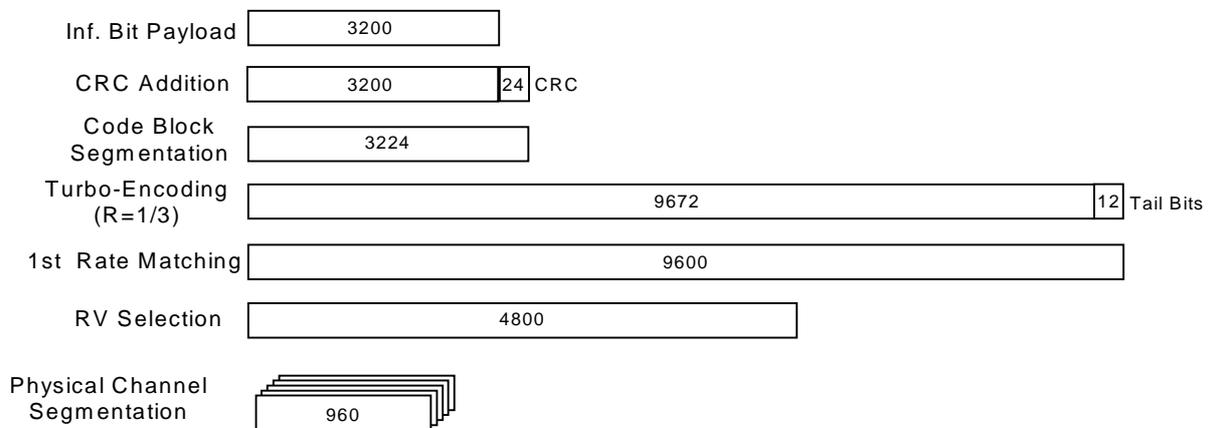 Inf. Bit Payload 3200
CRC Addition 3200 24 CRC
Code Block
Segmentation 3224
Turbo-Encoding
(R=1/3) 9672 12 Tail Bits
1st Rate Matching 9600
RV Selection 4800
Physical Channel
Segmentation 960